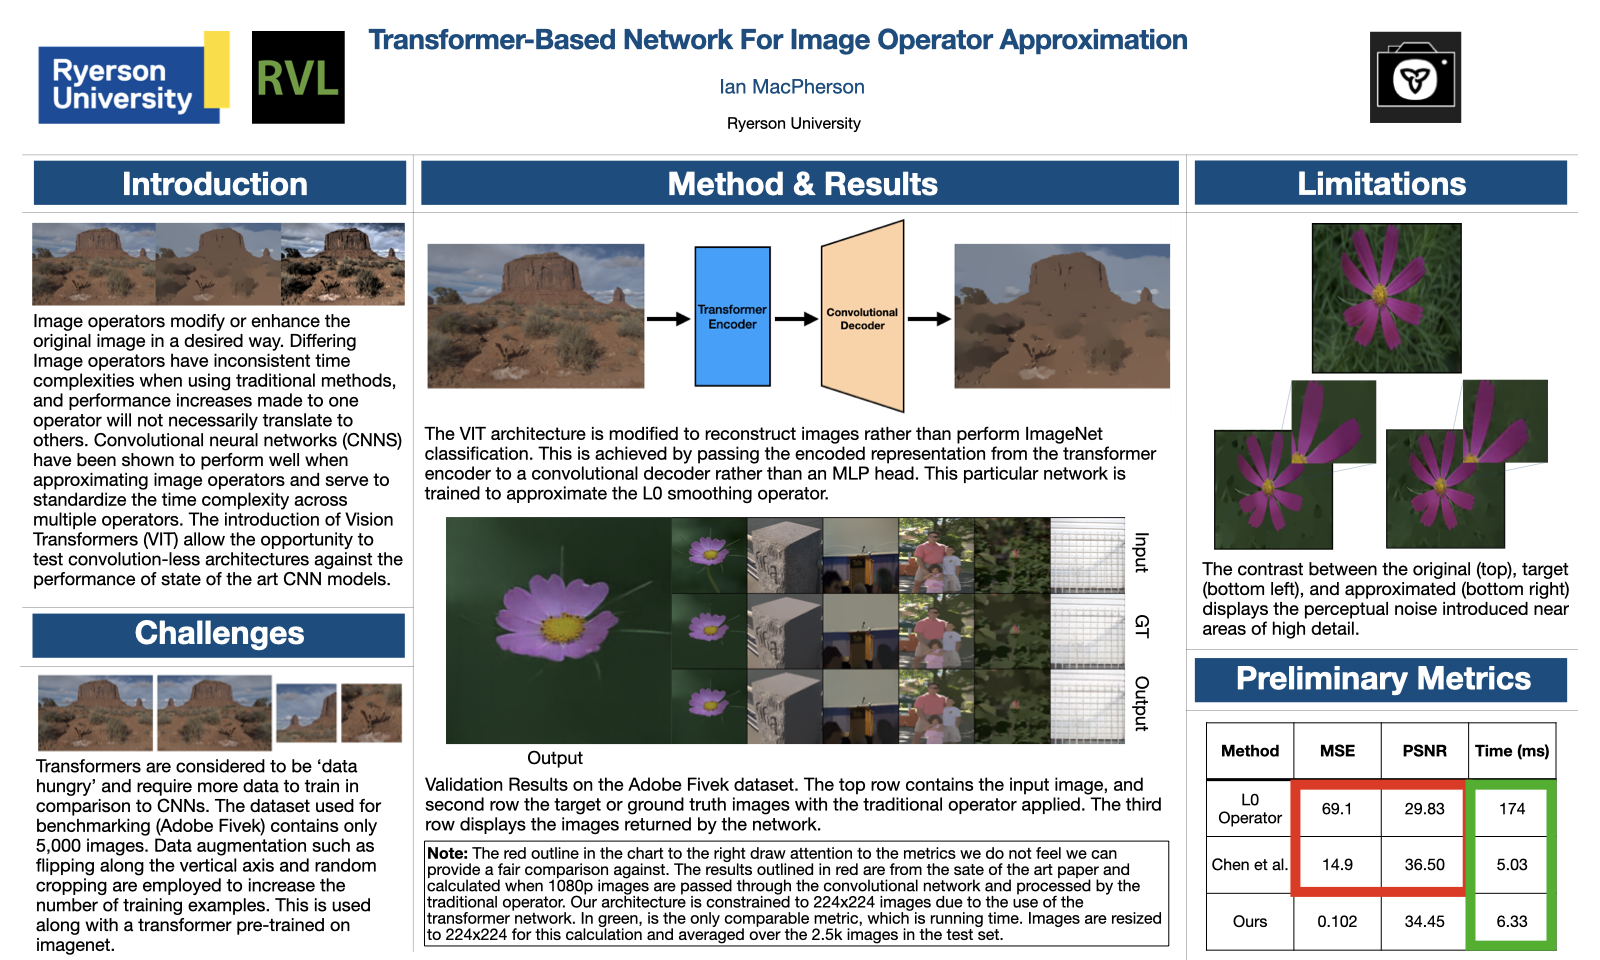 Ryerson
University
RVL
Transformer-Based Network For Image Operator Approximation
Ian MacPherson
Ryerson University
Introduction
Image operators modify or enhance the
original image in a desired way. Differing
Image operators have inconsistent time
complexities when using traditional methods,
and performance increases made to one
operator will not necessarily translate to
others. Convolutional neural networks (CNNS)
have been shown to perform well when
approximating image operators and serve to
standardize the time complexity across
multiple operators. The introduction of Vision
Transformers (VIT) allow the opportunity to
test convolution-less architectures against the
performance of state of the art CNN models.
Challenges
Transformers are considered to be ‘data
hungry’ and require more data to train in
comparison to CNNs. The dataset used for
benchmarking (Adobe Fivek) contains only
5,000 images. Data augmentation such as
flipping along the vertical axis and random
cropping are employed to increase the
number of training examples. This is used
along with a transformer pre-trained on
imagenet.
Method & Results
Transformer
Encoder
Convolutional
Decoder
The VIT architecture is modified to reconstruct images rather than perform ImageNet
classification. This is achieved by passing the encoded representation from the transformer
encoder to a convolutional decoder rather than an MLP head. This particular network is
trained to approximate the L0 smoothing operator.
Input
GT
Output
Output
Validation Results on the Adobe Fivek dataset. The top row contains the input image, and
second row the target or ground truth images with the traditional operator applied. The third
row displays the images returned by the network.
Note: The red outline in the chart to the right draw attention to the metrics we do not feel we can
provide a fair comparison against. The results outlined in red are from the sate of the art paper and
calculated when 1080p images are passed through the convolutional network and processed by the
traditional operator. Our architecture is constrained to 224x224 images due to the use of the
transformer network. In green, is the only comparable metric, which is running time. Images are resized
to 224x224 for this calculation and averaged over the 2.5k images in the test set.
Limitations
The contrast between the original (top), target
(bottom left), and approximated (bottom right)
displays the perceptual noise introduced near
areas of high detail.
Preliminary Metrics
Method MSE PSNR Time (ms)
L0
Operator 69.1 29.83 174
Chen et al. 14.9 36.50 5.03
Ours 0.102 34.45 6.33